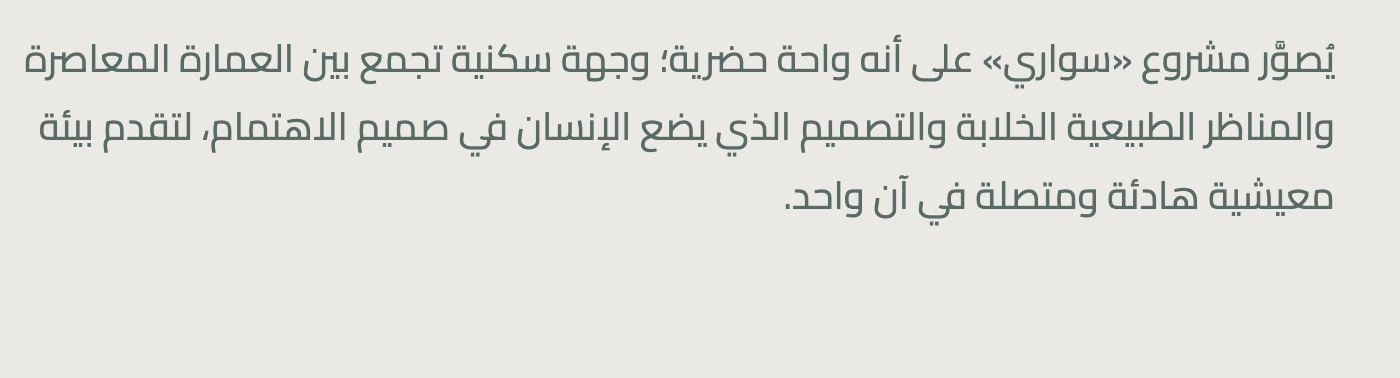 يُصوَّر مشروع «سواري» على أنه واحة حضرية؛ وجهة سكنية تجمع بين العمارة المعاصرة
والمناظر الطبيعية الخلابة والتصميم الذي يضع الإنسان في صميم الاهتمام، لتقدم بيئة
معيشية هادئة ومتصلة في آن واحد.